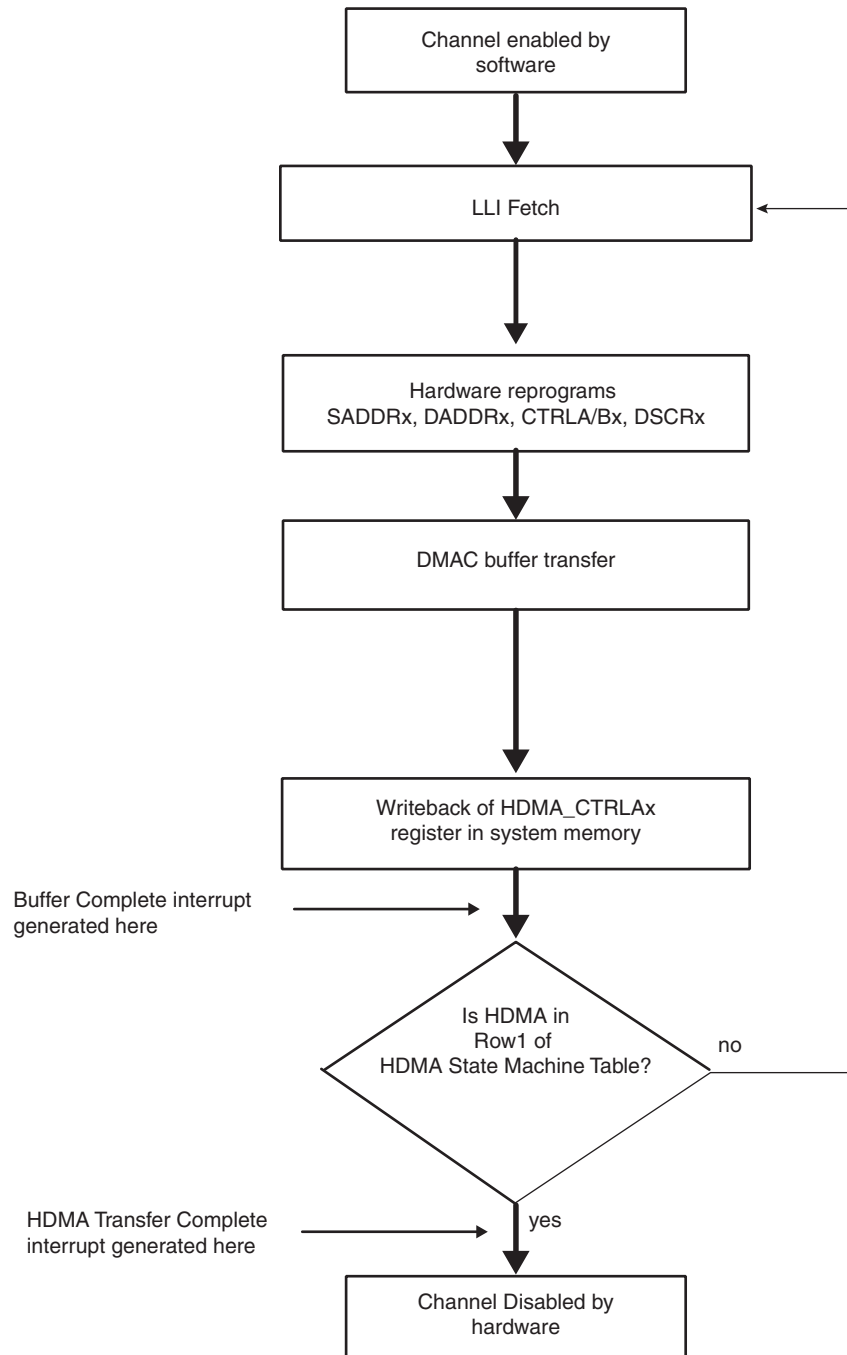 Channel enabled by
software
LLI Fetch
Hardware reprograms
SADDRx, DADDRx, CTRLA/Bx, DSCRx
DMAC buffer transfer
Writeback of HDMA_CTRLAx
register in system memory
Buffer Complete interrupt
generated here
Is HDMA in
Row1 of
HDMA State Machine Table?
no
HDMA Transfer Complete
interrupt generated here
yes
Channel Disabled by
hardware